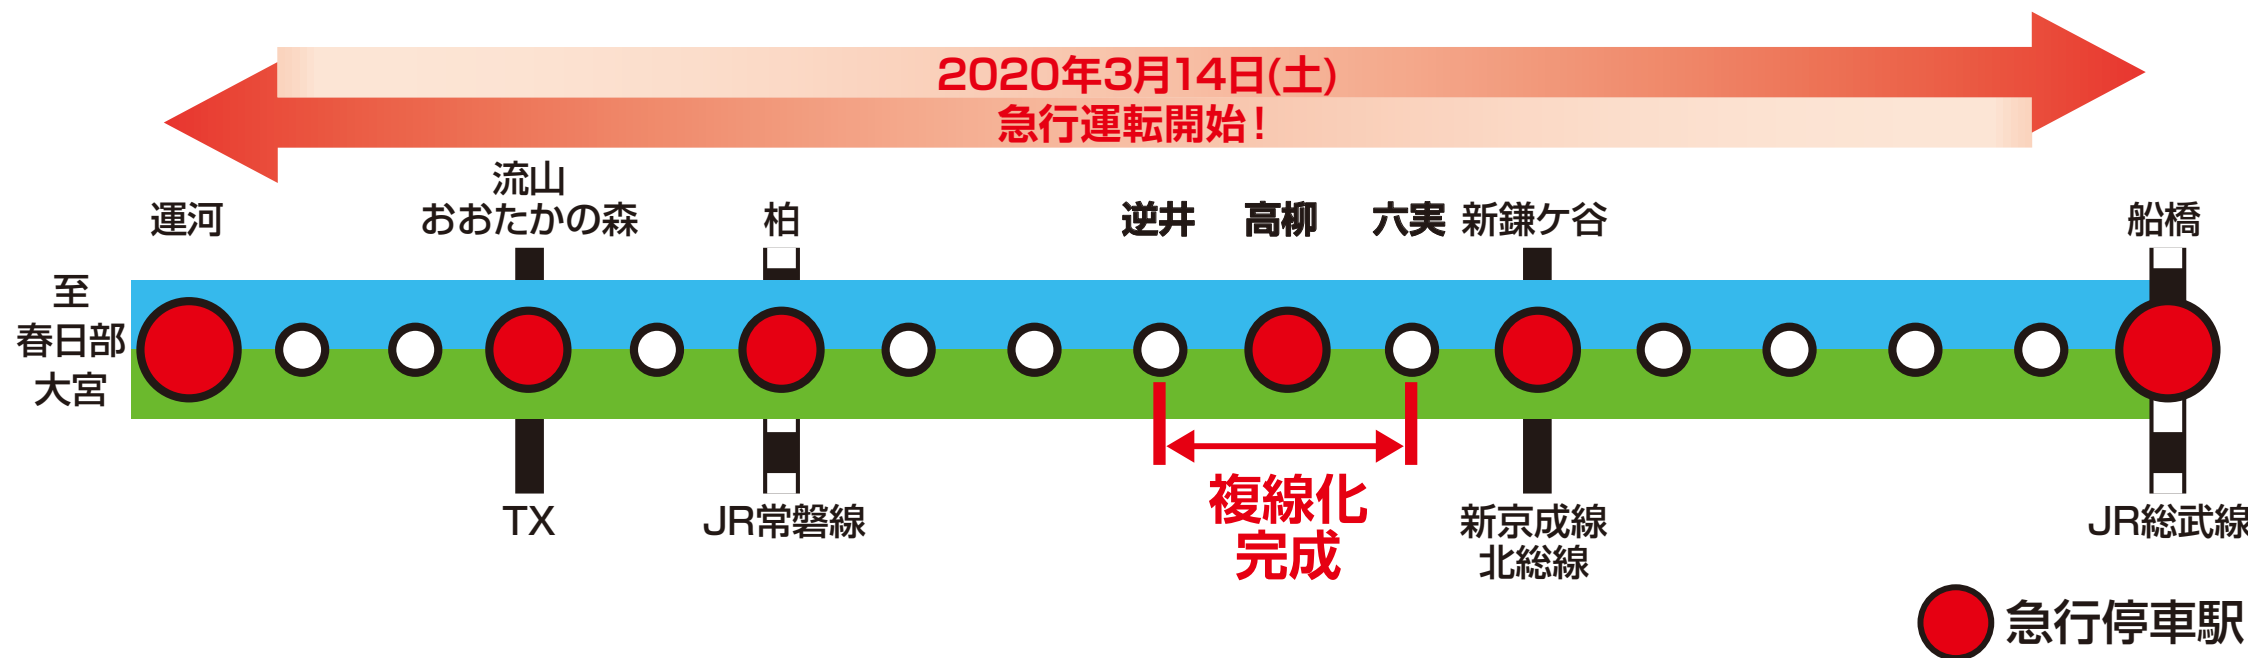 2020年3月14日(土)
急行運転開始!
運河
流山
おおたかの森
柏
逆井
高柳
六実
新鎌ケ谷
船橋
至
春日部
大宮
TX
JR常磐線
複線化
完成
新京成線
北総線
JR総武線
急行停車駅